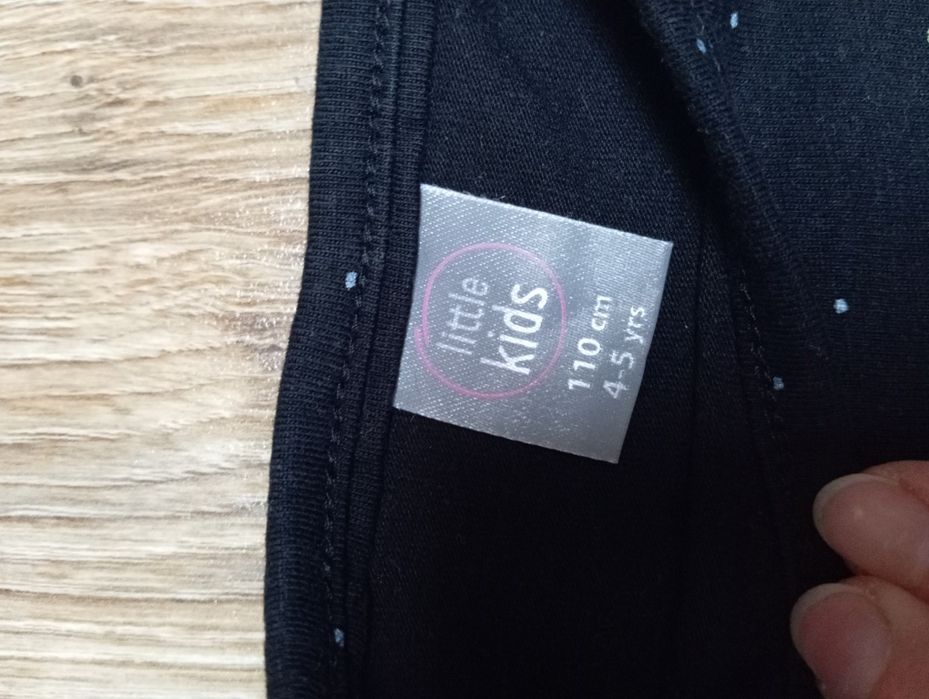 little
kids
110 cm
4-5 yrs